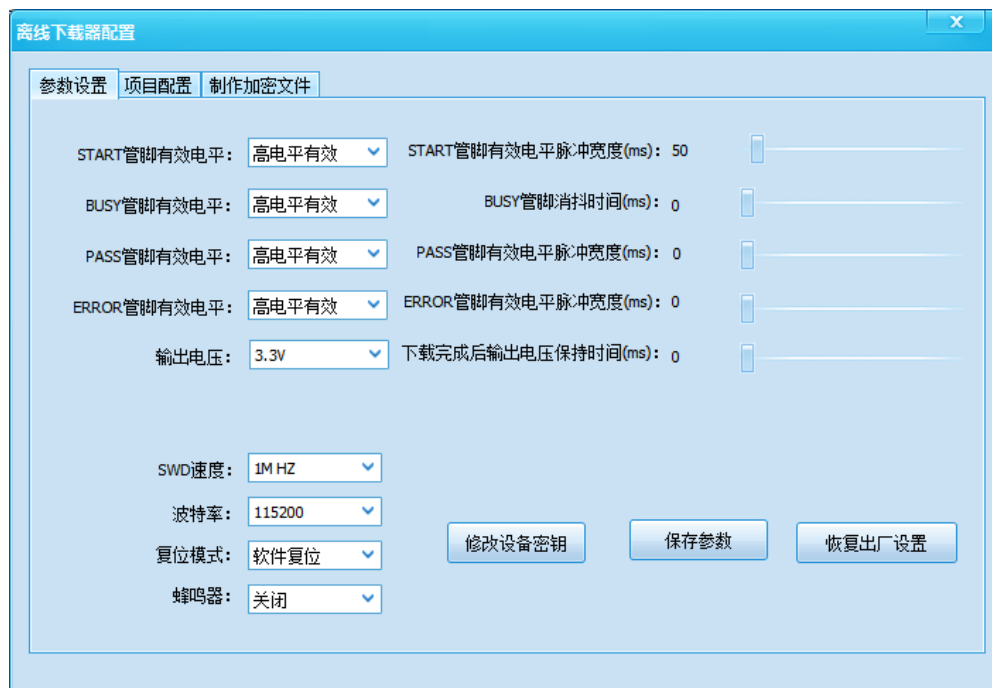 离线下载器配置
X
参数设置 项目配置 制作加密文件
START管脚有效电平: 高电平有效 START管脚有效电平脉冲宽度(ms): 50
BUSY管脚有效电平: 高电平有效 BUSY管脚消抖时间(ms): 0
PASS管脚有效电平: 高电平有效 PASS管脚有效电平脉冲宽度(ms): 0
ERROR管脚有效电平: 高电平有效 ERROR管脚有效电平脉冲宽度(ms): 0
输出电压: 3.3V 下载完成后输出电压保持时间(ms): 0
SWD速度: 1M HZ
波特率: 115200
复位模式: 软件复位
蜂鸣器: 关闭
修改设备密钥 保存参数 恢复出厂设置